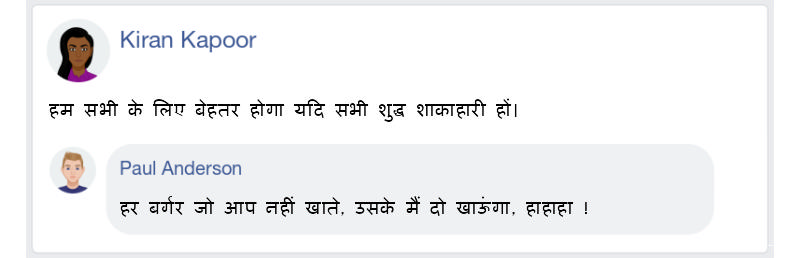 Kiran Kapoor
हम सभी के लिए बेहतर होगा यदि सभी शुद्ध शाकाहारी हों।
Paul Anderson
हर बर्गर जो आप नहीं खाते, उसके मैं दो खाऊंगा, हाहाहा !